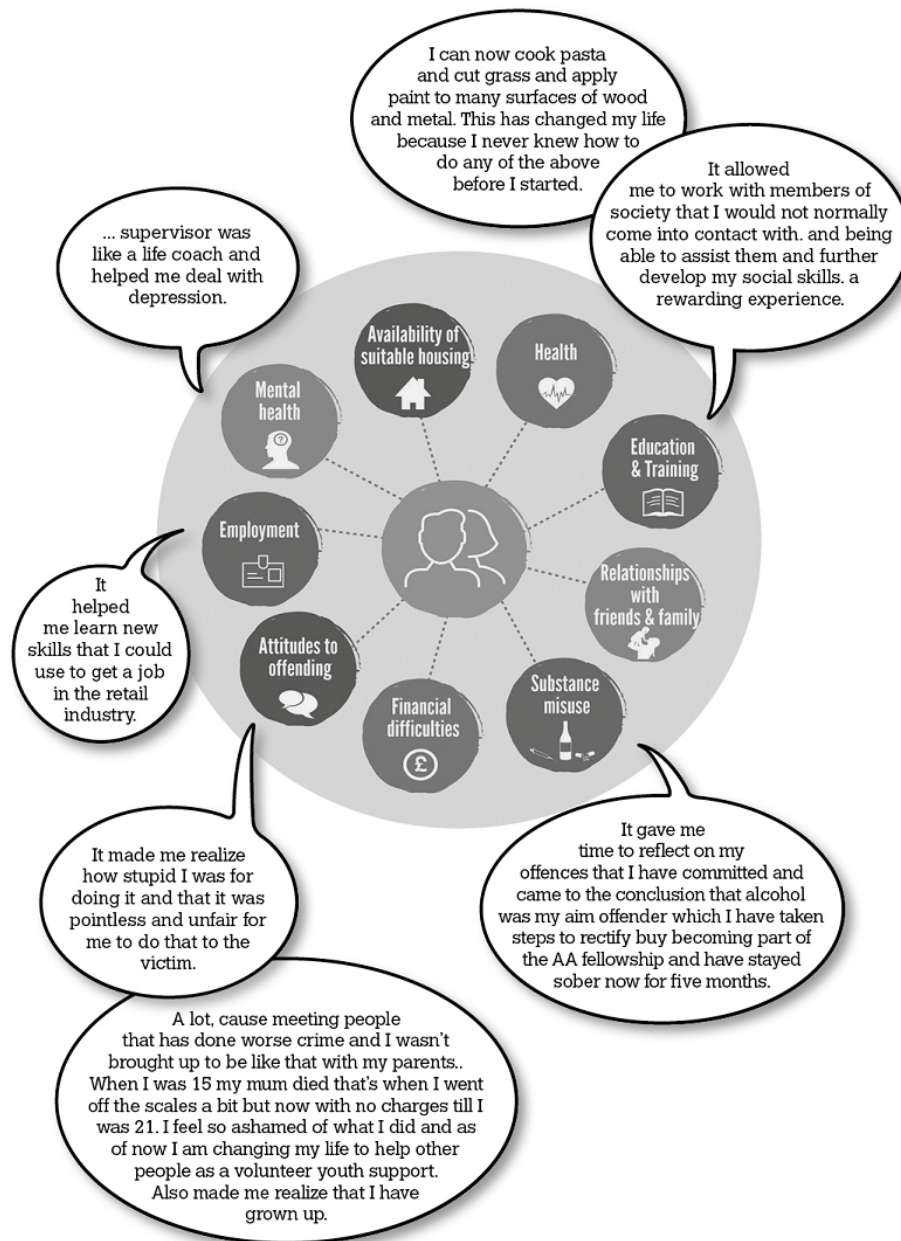 I can now cook pasta
and cut grass and apply
paint to many surfaces of wood
and metal. This has changed my life
because I never knew how to
do any of the above
before I started.
It allowed
me to work with members of
society that I would not normally
come into contact with. and being
able to assist them and further
develop my social skills. a
rewarding experience.
... supervisor was
like a life coach and
helped me deal with
depression.
Availability of
suitable housing
Health
Mental
health
?
Education
& Training
Employment
Relationships
with
friends & family
It
helped
me learn new
skills that I could
use to get a job
in the retail
industry.
Attitudes to
offending
Financial
difficulties
£
Substance
misuse
It made me realize
how stupid I was for
doing it and that it was
pointless and unfair for
me to do that to the
victim.
It gave me
time to reflect on my
offences that I have committed and
came to the conclusion that alcohol
was my aim offender which I have taken
steps to rectify buy becoming part of
the AA fellowship and have stayed
sober now for five months.
A lot, cause meeting people
that has done worse crime and I wasn't
brought up to be like that with my parents..
When I was 15 my mum died that's when I went
off the scales a bit but now with no charges till I
was 21. I feel so ashamed of what I did and as
of now I am changing my life to help other
people as a volunteer youth support.
Also made me realize that I have
grown up.